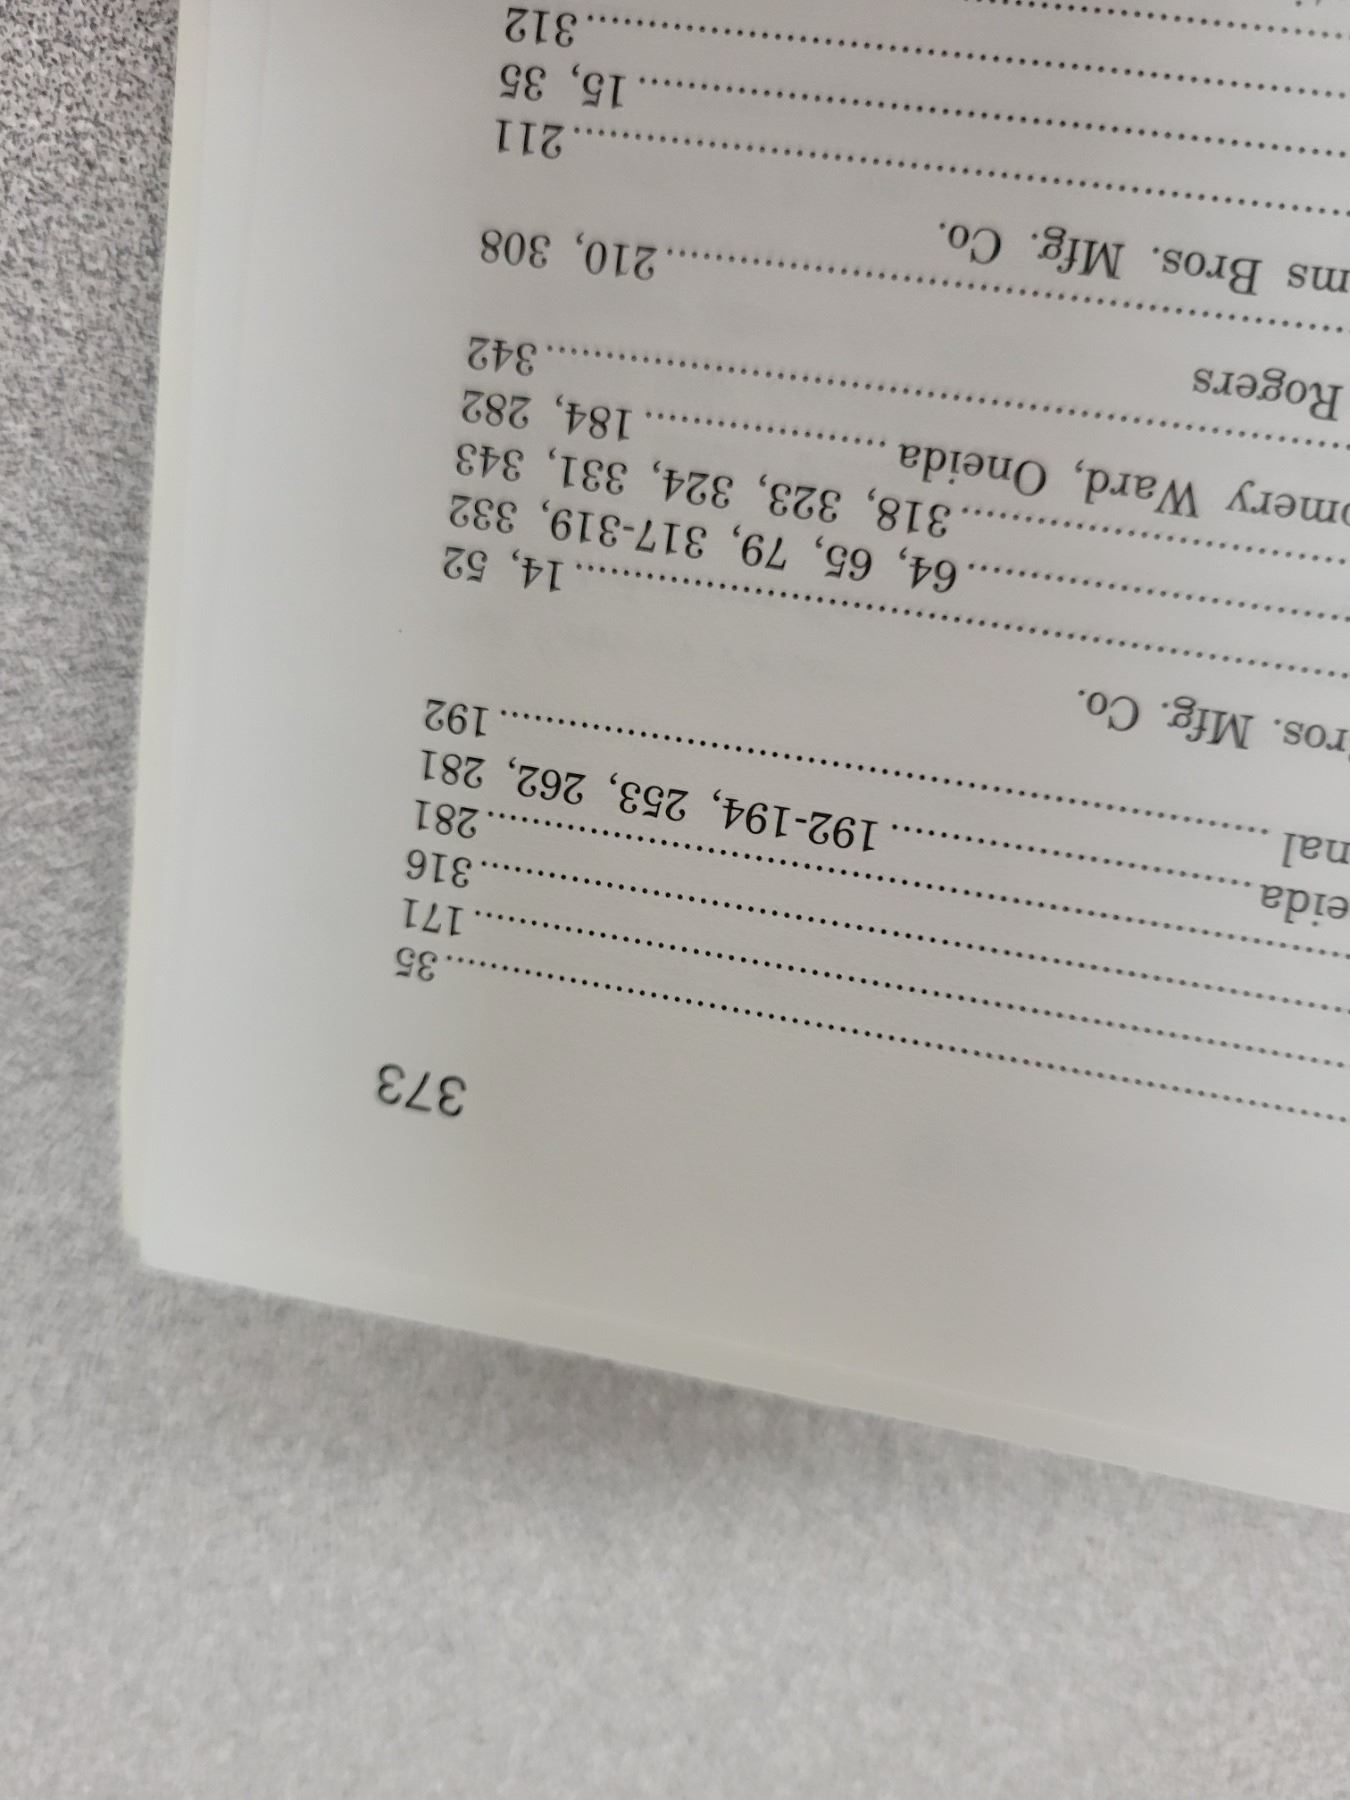 373
........35
........171
........316
........281
eida........192-194, 253, 262, 281
nal........192
ros. Mfg. Co.
........14, 52
........64, 65, 79, 317-319, 332
........318, 323, 324, 331, 343
omery Ward, Oneida........184, 282
........342
Rogers
........210, 308
ms Bros. Mfg. Co.
........211
........15, 35
........312